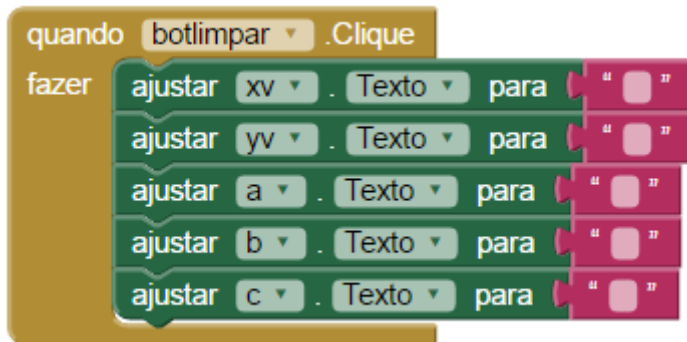 quando botlimpar .Clique
fazer ajustar xv . Texto para “ ”
ajustar yv . Texto para “ ”
ajustar a . Texto para “ ”
ajustar b . Texto para “ ”
ajustar c . Texto para “ ”